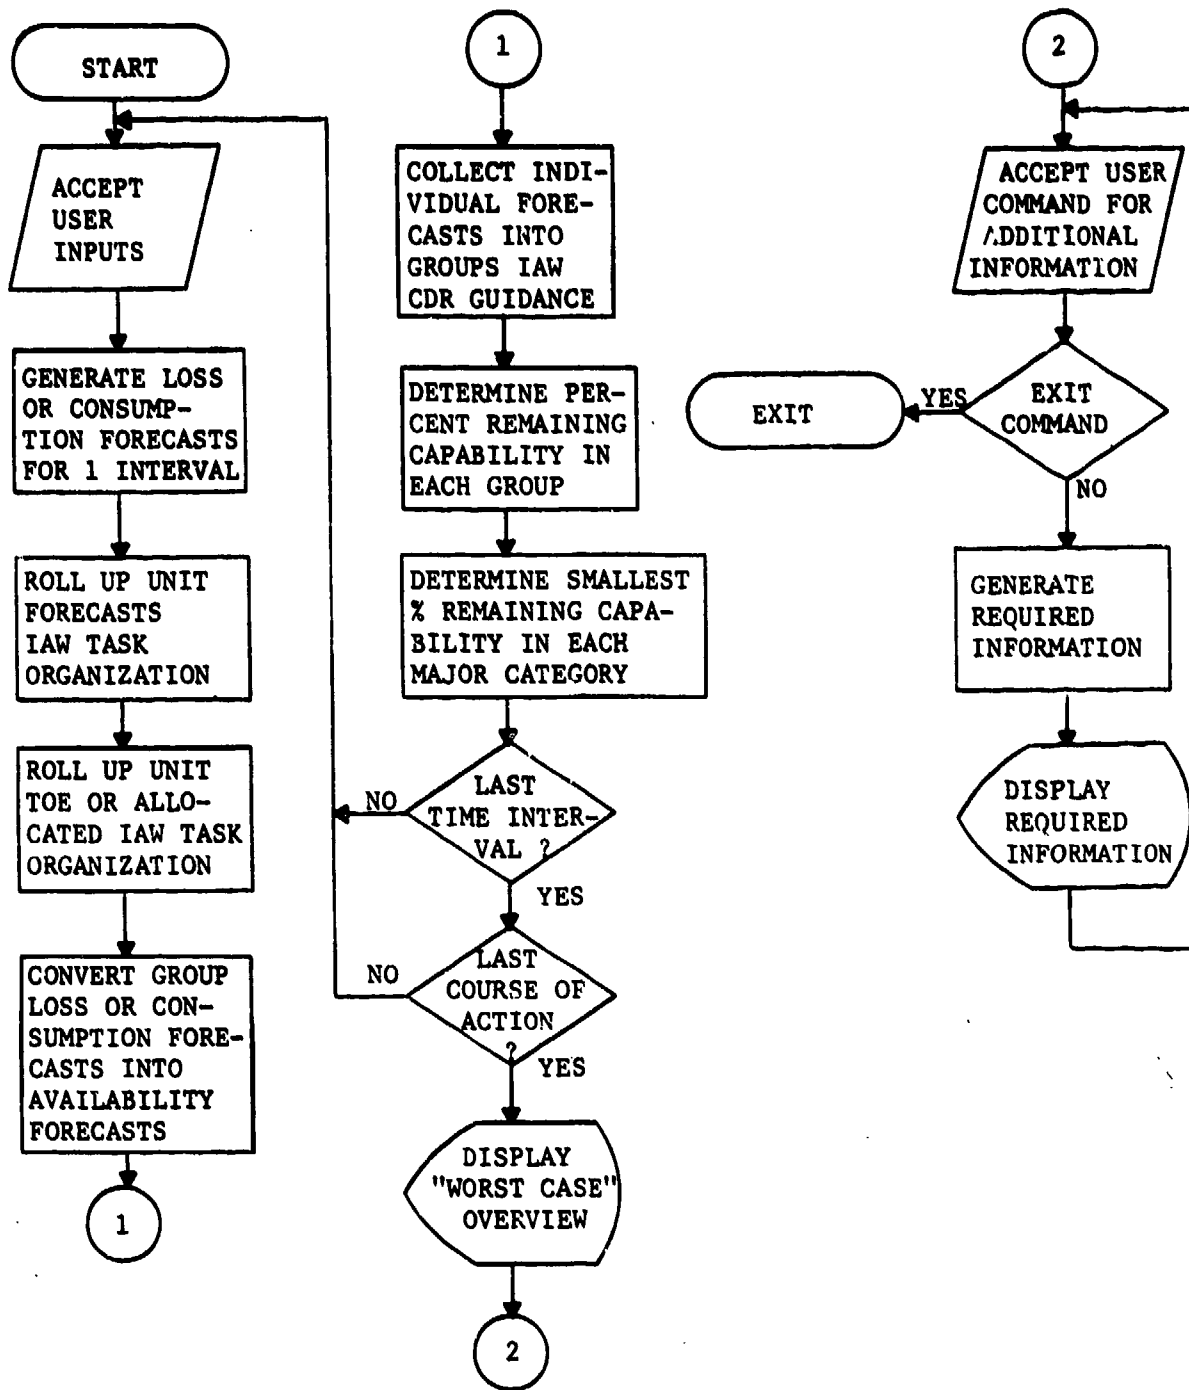 START
ACCEPT
USER
INPUTS
GENERATE LOSS
OR CONSUMP-
TION FORECASTS
FOR 1 INTERVAL
ROLL UP UNIT
FORECASTS
IAW TASK
ORGANIZATION
ROLL UP UNIT
TOE OR ALLO-
CATED IAW TASK
ORGANIZATION
CONVERT GROUP
LOSS OR CON-
SUMPTION FORE-
CASTS INTO
AVAILABILITY
FORECASTS
1
1
COLLECT INDI-
VIDUAL FORE-
CASTS INTO
GROUPS IAW
CDR GUIDANCE
DETERMINE PER-
CENT REMAINING
CAPABILITY IN
EACH GROUP
DETERMINE SMALLEST
% REMAINING CAPA-
BILITY IN EACH
MAJOR CATEGORY
LAST
TIME INTER-
VAL ?
NO
YES
LAST
COURSE OF
ACTION
?
NO
YES
DISPLAY
"WORST CASE"
OVERVIEW
2
2
ACCEPT USER
COMMAND FOR
ADDITIONAL
INFORMATION
EXIT
COMMAND
YES
EXIT
NO
GENERATE
REQUIRED
INFORMATION
DISPLAY
REQUIRED
INFORMATION